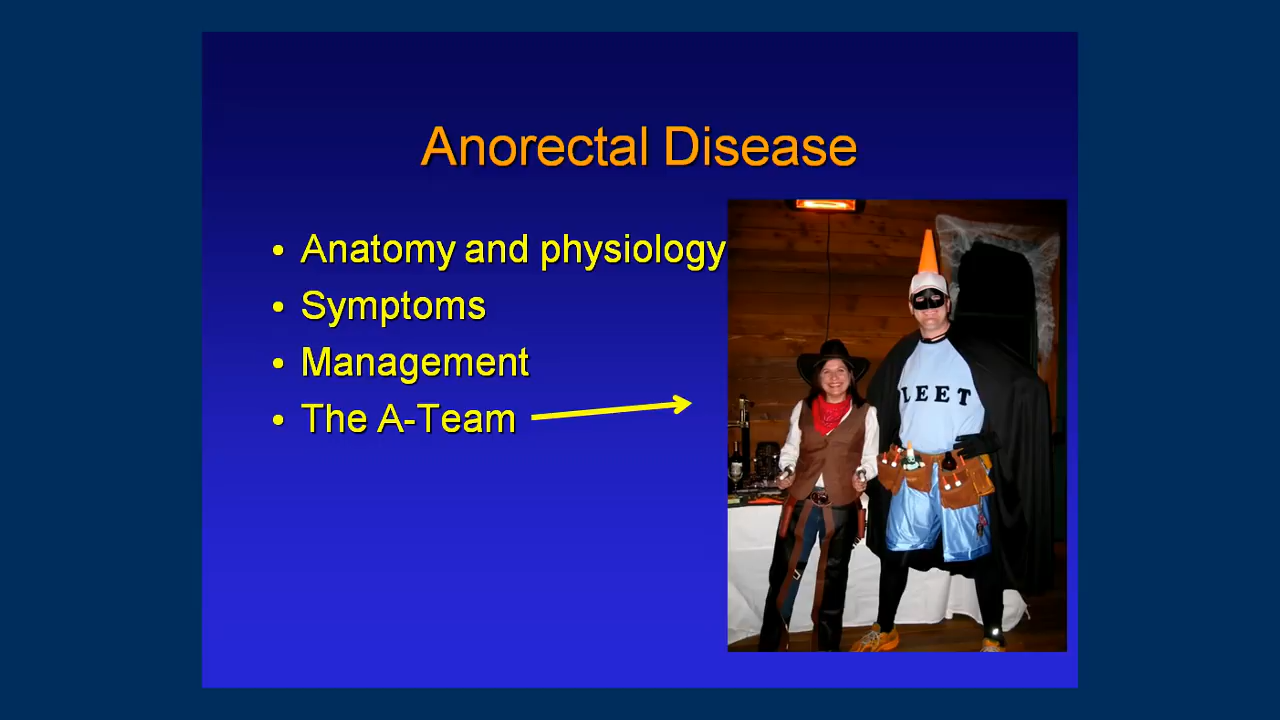 Anorectal Disease
• Anatomy and physiology
• Symptoms
• Management
• The A-Team
LEET